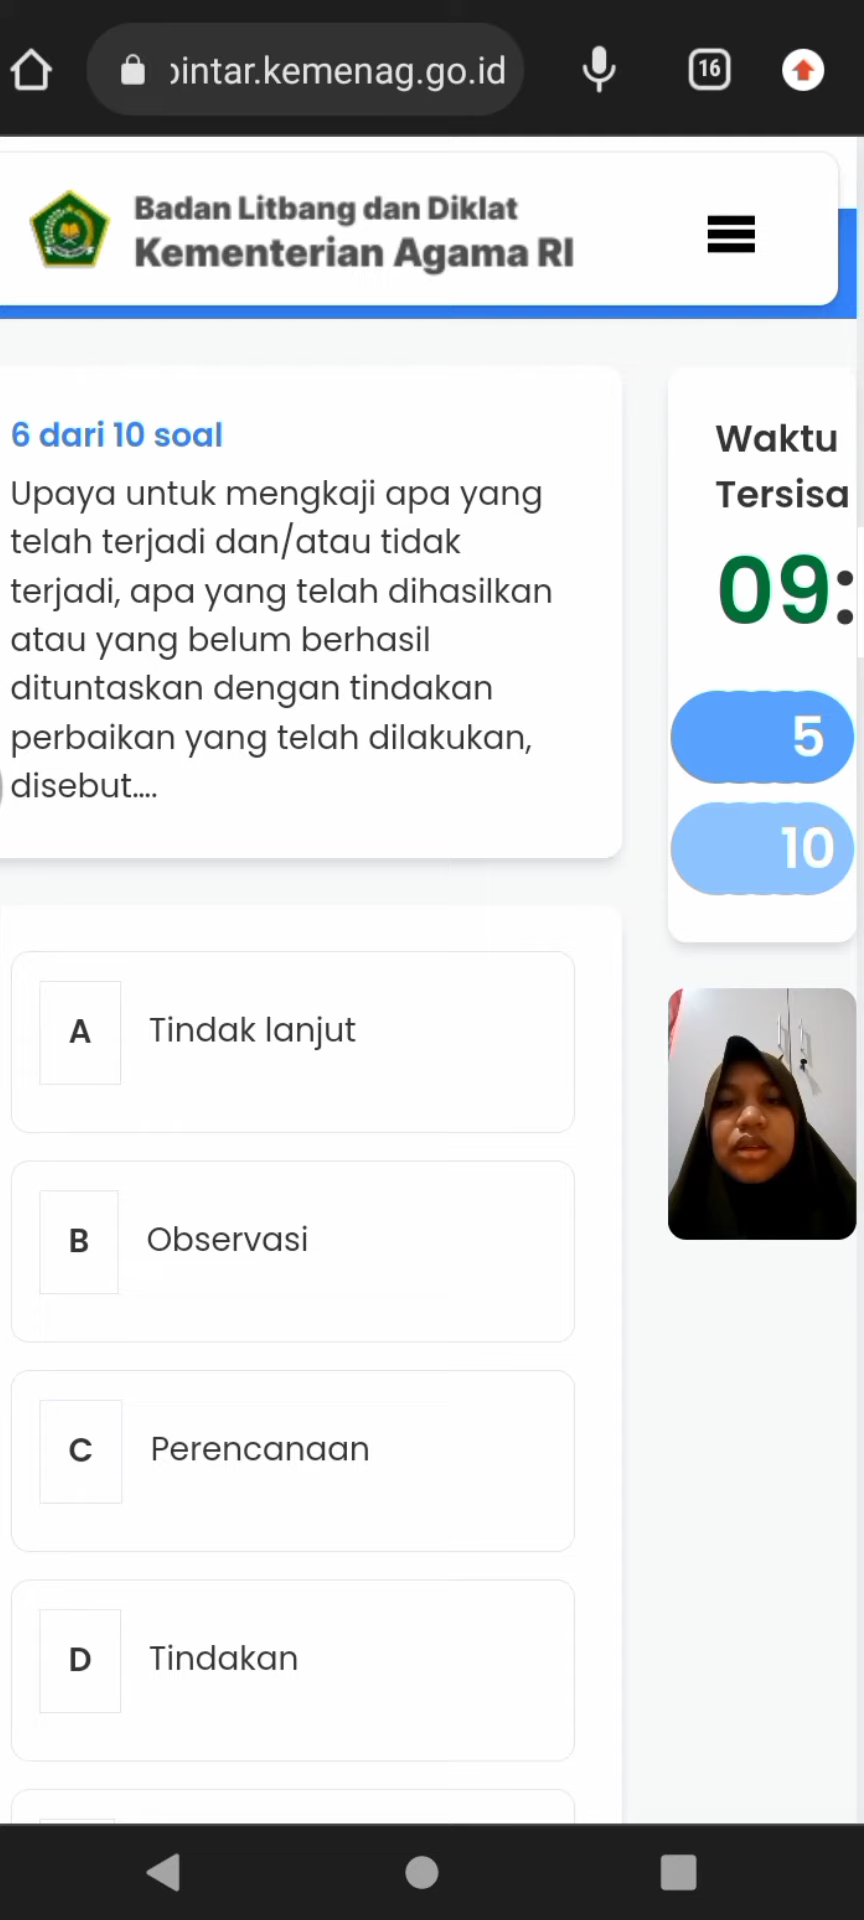 pintar.kemenag.go.id
16
Badan Litbang dan Diklat
Kementerian Agama RI
6 dari 10 soal
Upaya untuk mengkaji apa yang
telah terjadi dan/atau tidak
terjadi, apa yang telah dihasilkan
atau yang belum berhasil
dituntaskan dengan tindakan
perbaikan yang telah dilakukan,
disebut....
Waktu
Tersisa
09:
5
10
A Tindak lanjut
B Observasi
C Perencanaan
D Tindakan